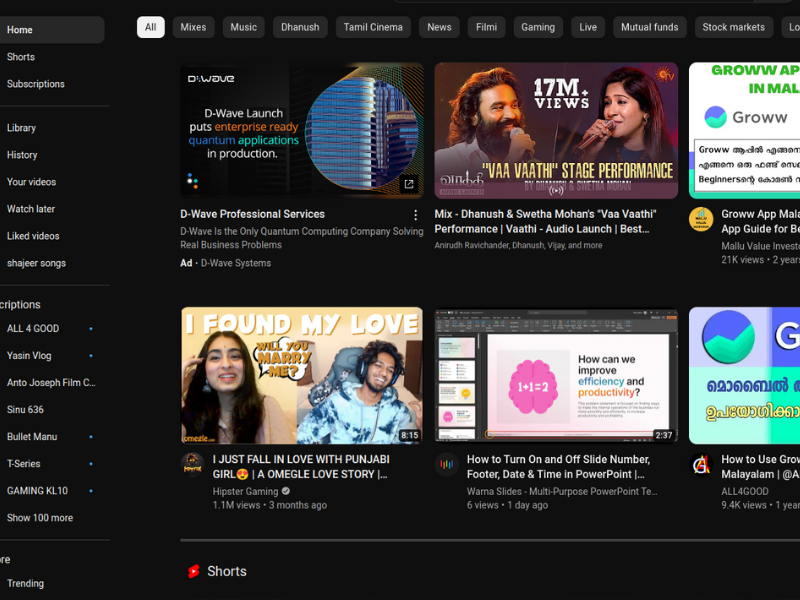 Home
Shorts
Subscriptions
Library
History
Your videos
Watch later
Liked videos
shajeer songs
criptions
ALL 4 GOOD
Yasin Vlog
Anto Joseph Film C...
Sinu 636
Bullet Manu
T-Series
GAMING KL10
Show 100 more
re
Trending
All
Mixes
Music
Dhanush
Tamil Cinema
News
Filmi
Gaming
Live
Mutual funds
Stock markets
Lo
D:wave
D-Wave Launch
puts enterprise ready
quantum applications
in production.
D-Wave Professional Services
D-Wave Is the Only Quantum Computing Company Solving
Real Business Problems
Ad • D-Wave Systems
17M+
VIEWS
"VAA VAATHI" STAGE PERFORMANCE
BY DHANUSH & SWETHA MOHAN
Mix - Dhanush & Swetha Mohan's "Vaa Vaathi"
Performance | Vaathi - Audio Launch | Best...
Anirudh Ravichander, Dhanush, Vijay, and more
GROWW AP
IN MAL
Groww
Groww ആപ്പിൽ എങ്ങനെ
എങ്ങനെ ഒരു ഫണ്ട് സെ
Beginnersന്റെ കോമൺ
Groww App Mala
App Guide for Be
Mallu Value Invest
21K views • 2 years
I FOUND MY LOVE
WILL YOU
MARRY
ME?
omegle
8:15
I JUST FALL IN LOVE WITH PUNJABI
GIRL😍 | A OMEGLE LOVE STORY |...
Hipster Gaming
1.1M views • 3 months ago
1+1=2
How can we
improve
efficiency and
productivity?
2:37
How to Turn On and Off Slide Number,
Footer, Date & Time in PowerPoint |...
Warna Slides - Multi-Purpose PowerPoint Te...
6 views • 1 day ago
G
മൊബൈൽ
ഉപയോഗിക്കാ
How to Use Grow
Malayalam | @A
ALL4GOOD
9.4K views • 1 year
Shorts